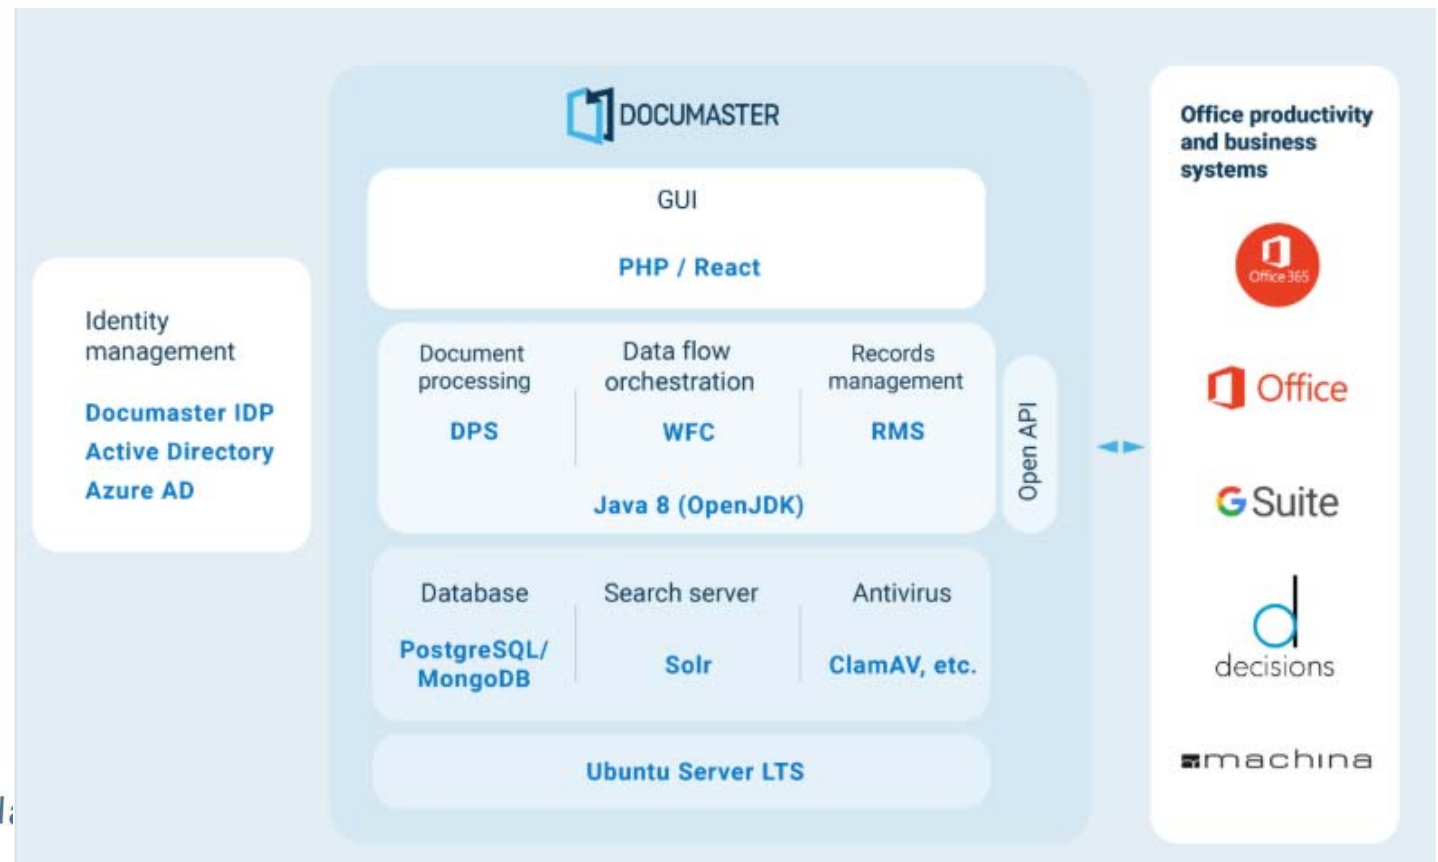 DOCUMASTER
GUI
PHP / React
Identity
management
Documaster IDP
Active Directory
Azure AD
Document
processing
DPS
Data flow
orchestration
WFC
Records
management
RMS
Java 8 (OpenJDK)
Open API
Database
PostgreSQL/
MongoDB
Search server
Solr
Antivirus
ClamAV, etc.
Ubuntu Server LTS
Office productivity
and business
systems
Office 365
Office
G Suite
decisions
machina